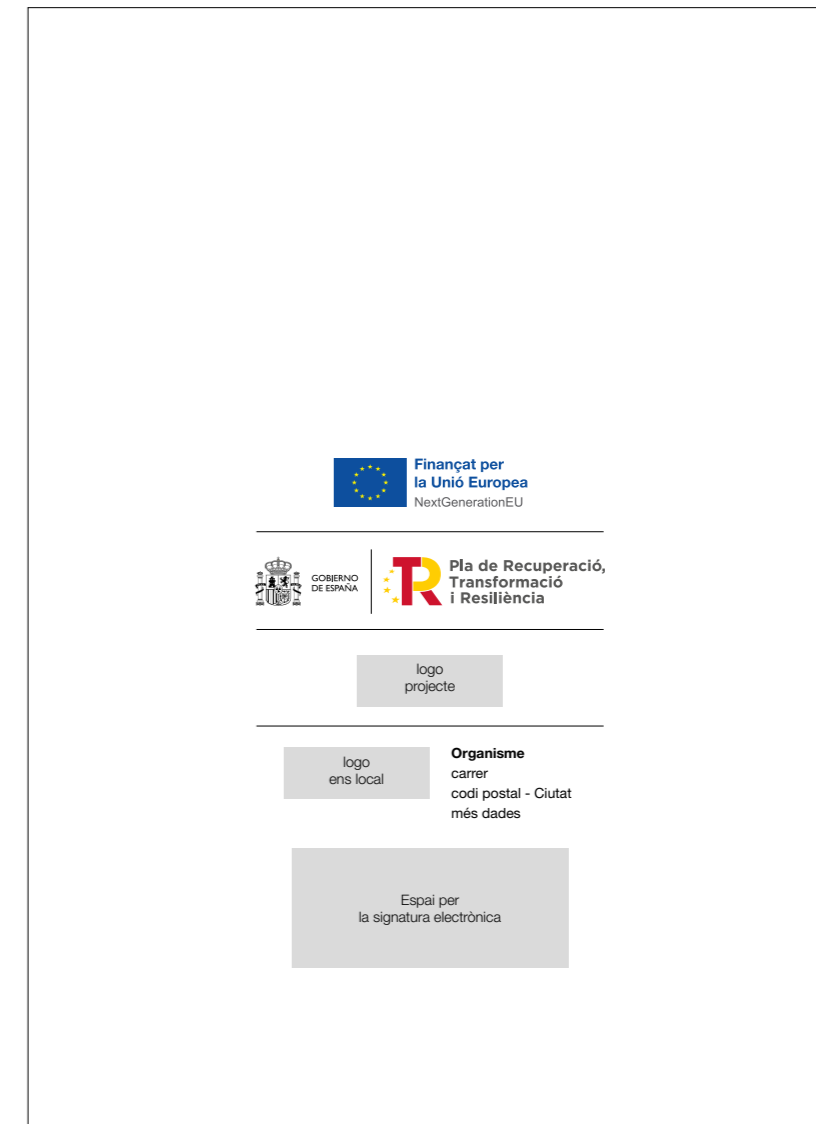 Finançat per
la Unió Europea
NextGenerationEU
GOBIERNO
DE ESPAÑA
Pla de Recuperació,
Transformació
i Resiliència
logo
projecte
logo
ens local
Organisme
carrer
codi postal - Ciutat
més dades
Espai per
la signatura electrònica